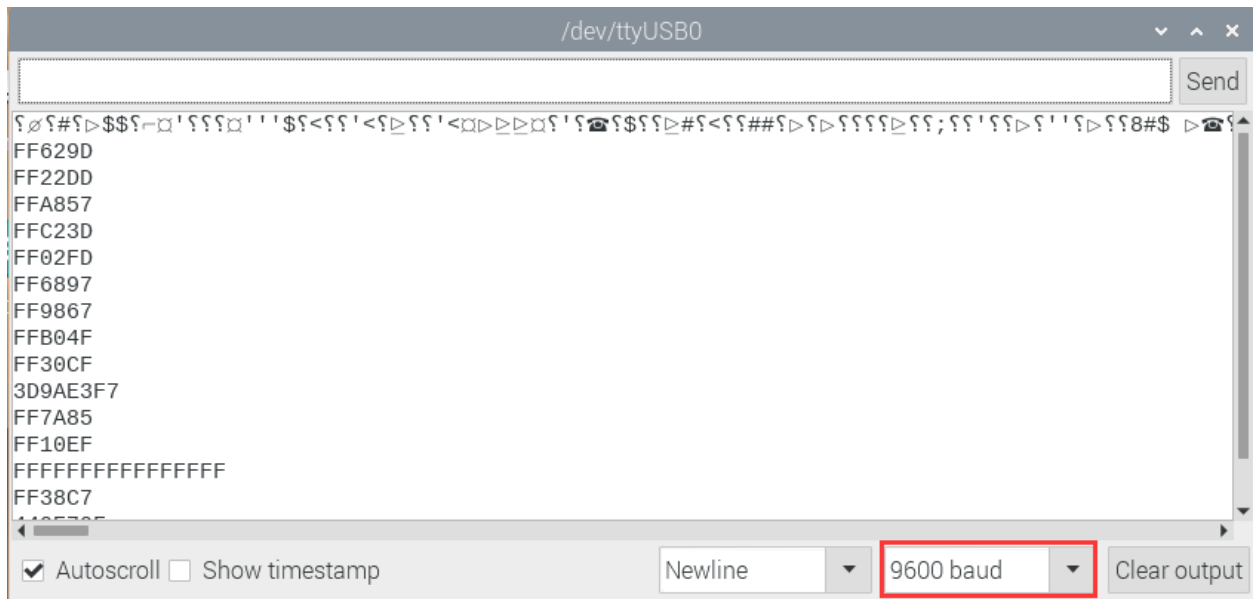 /dev/ttyUSB0
Send
FF629D
FF22DD
FFA857
FFC23D
FF02FD
FF6897
FF9867
FFB04F
FF30CF
3D9AE3F7
FF7A85
FF10EF
FFFFFFFFFFFFFFFF
FF38C7
Autoscroll Show timestamp Newline 9600 baud Clear output